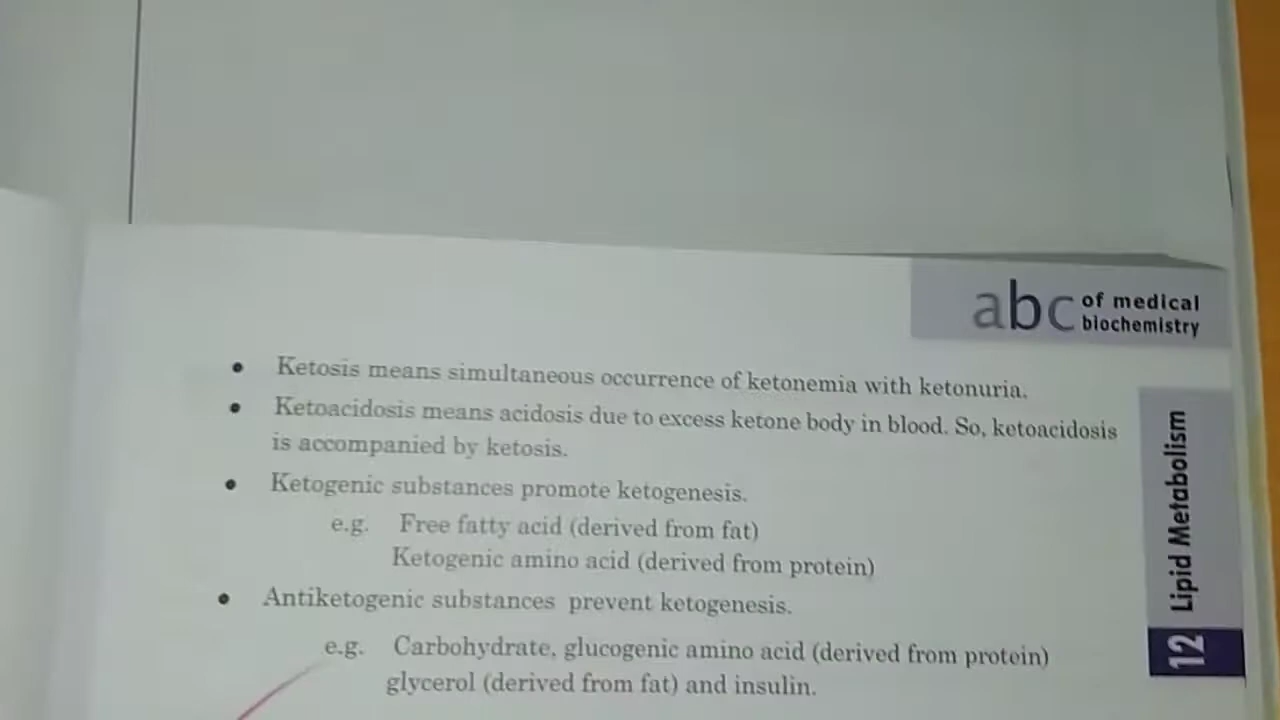 abc of medical
biochemistry
• Ketosis means simultaneous occurrence of ketonemia with ketonuria.
• Ketoacidosis means acidosis due to excess ketone body in blood. So, ketoacidosis
is accompanied by ketosis.
• Ketogenic substances promote ketogenesis.
e.g. Free fatty acid (derived from fat)
Ketogenic amino acid (derived from protein)
• Antiketogenic substances prevent ketogenesis.
e.g. Carbohydrate, glucogenic amino acid (derived from protein)
glycerol (derived from fat) and insulin.
Lipid Metabolism
12